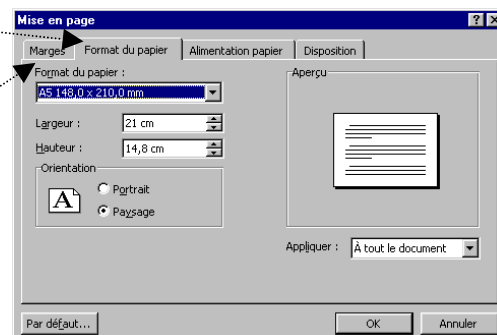 Mise en page
Marges
Format du papier
Alimentation papier
Disposition
Format du papier :
A5 148,0 x 210,0 mm
Largeur :
21 cm
Hauteur :
14,8 cm
Orientation
A
Portrait
Paysage
Aperçu
Appliquer :
À tout le document
Par défaut...
OK
Annuler